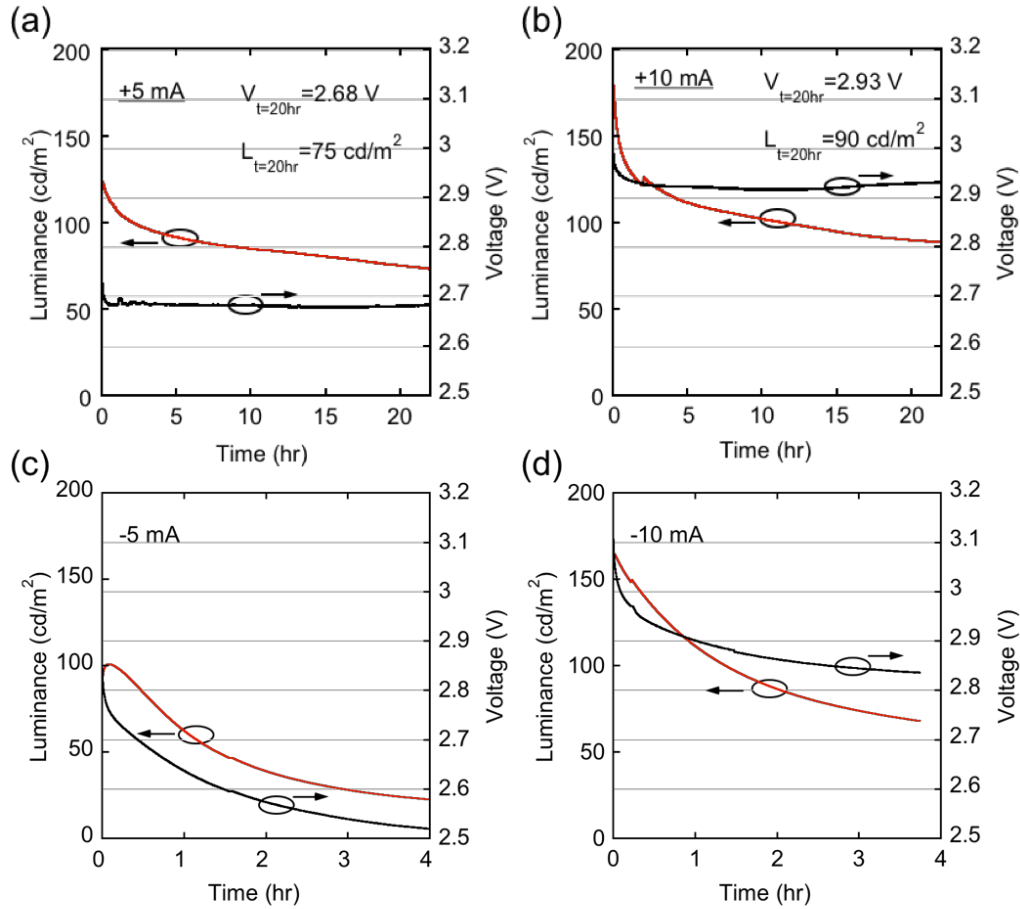 (a)
200
150
100
50
0
Luminance (cd/m²)
+5 mA
V_t=20hr=2.68 V
L_t=20hr=75 cd/m²
3.2
3.1
3
2.9
2.8
2.7
2.6
2.5
Voltage (V)
0 5 10 15 20
Time (hr)
(b)
200
150
100
50
0
Luminance (cd/m²)
+10 mA
V_t=20hr=2.93 V
L_t=20hr=90 cd/m²
3.2
3.1
3
2.9
2.8
2.7
2.6
2.5
Voltage (V)
0 5 10 15 20
Time (hr)
(c)
200
150
100
50
0
Luminance (cd/m²)
-5 mA
3.2
3.1
3
2.9
2.8
2.7
2.6
2.5
Voltage (V)
0 1 2 3 4
Time (hr)
(d)
200
150
100
50
0
Luminance (cd/m²)
-10 mA
3.2
3.1
3
2.9
2.8
2.7
2.6
2.5
Voltage (V)
0 1 2 3 4
Time (hr)